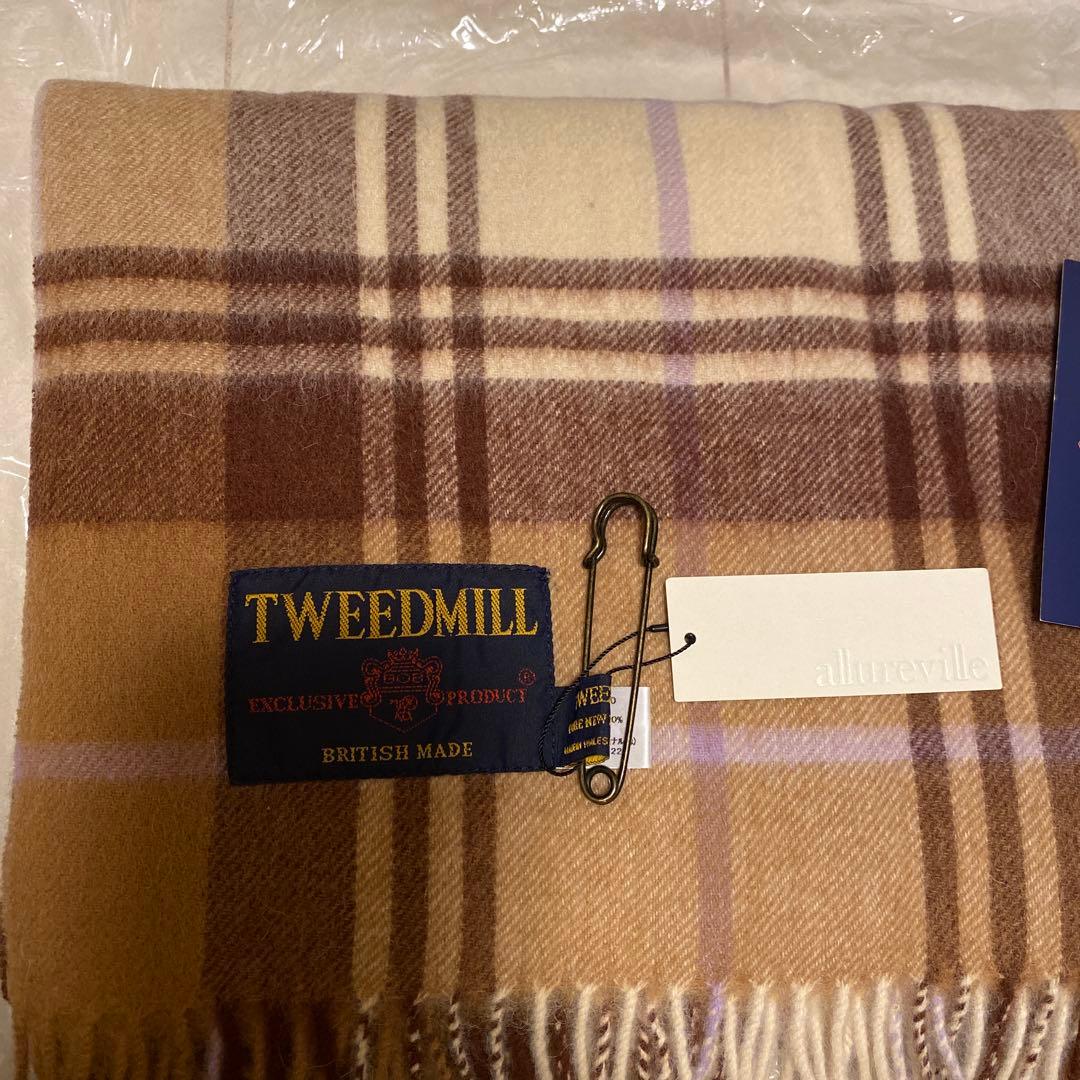 TWEEDMILL
EXCLUSIVE PRODUCT ®
BRITISH MADE
allureville